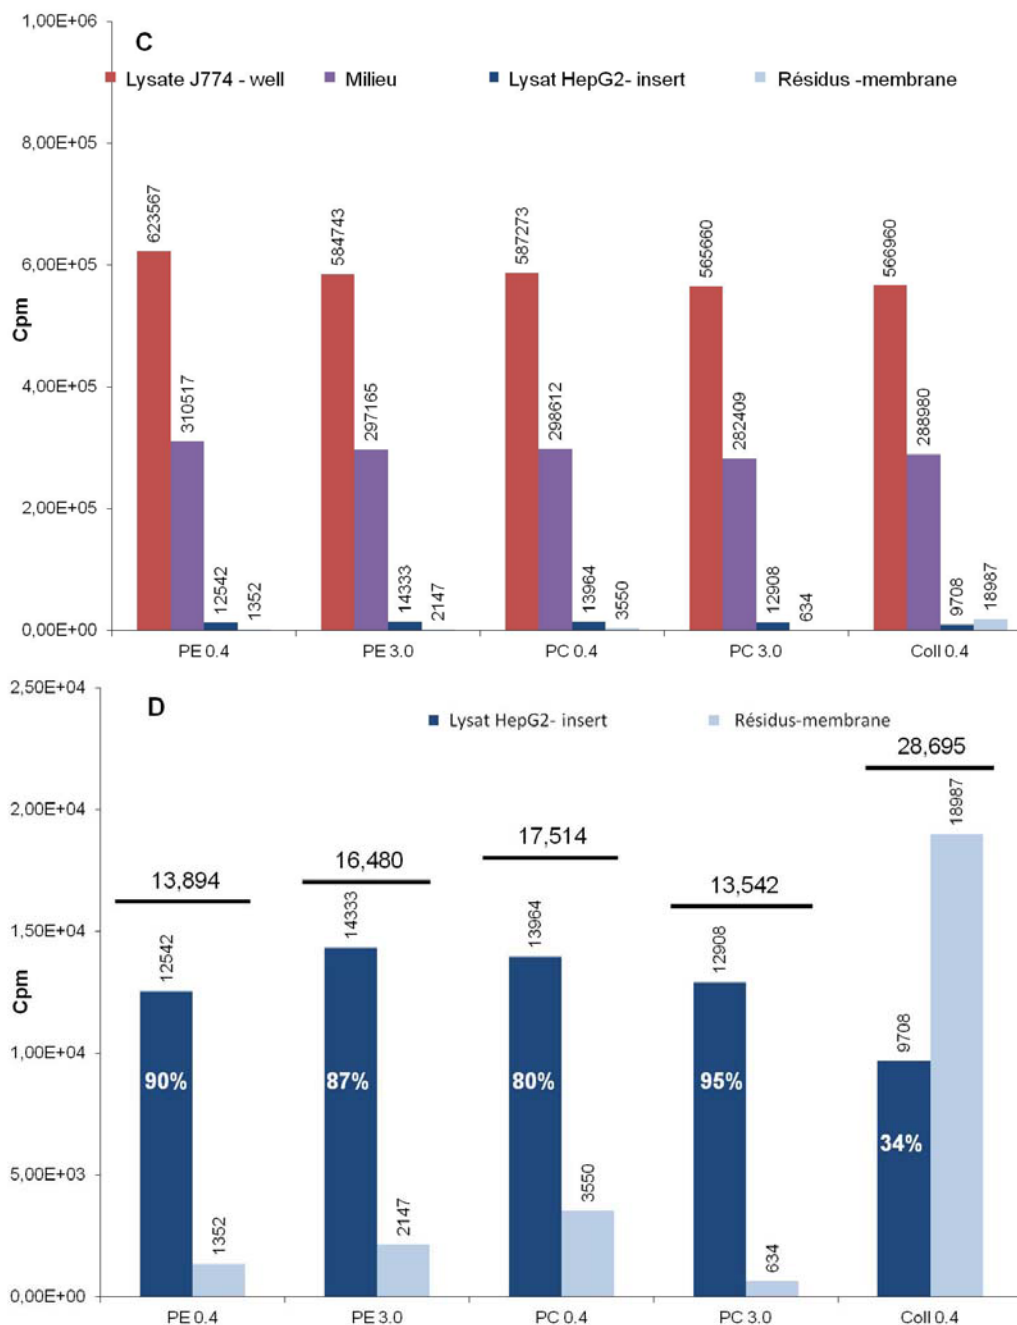 1,00E+06
C
Lysate J774 - well Milieu Lysat HepG2- insert Résidus -membrane
8,00E+05
6,00E+05
4,00E+05
2,00E+05
0,00E+00
Cpm
623567 310517 12542 1352
584743 297165 14333 2147
587273 298612 13964 3550
565660 282409 12908 634
566960 288980 9708 18987
PE 0.4 PE 3.0 PC 0.4 PC 3.0 Coll 0.4
2,50E+04
D
Lysat HepG2- insert Résidus-membrane
2,00E+04
1,50E+04
1,00E+04
5,00E+03
0,00E+00
Cpm
13,894 16,480 17,514 13,542 28,695
12542 1352
14333 2147
13964 3550
12908 634
9708 18987
90% 87% 80% 95% 34%
PE 0.4 PE 3.0 PC 0.4 PC 3.0 Coll 0.4